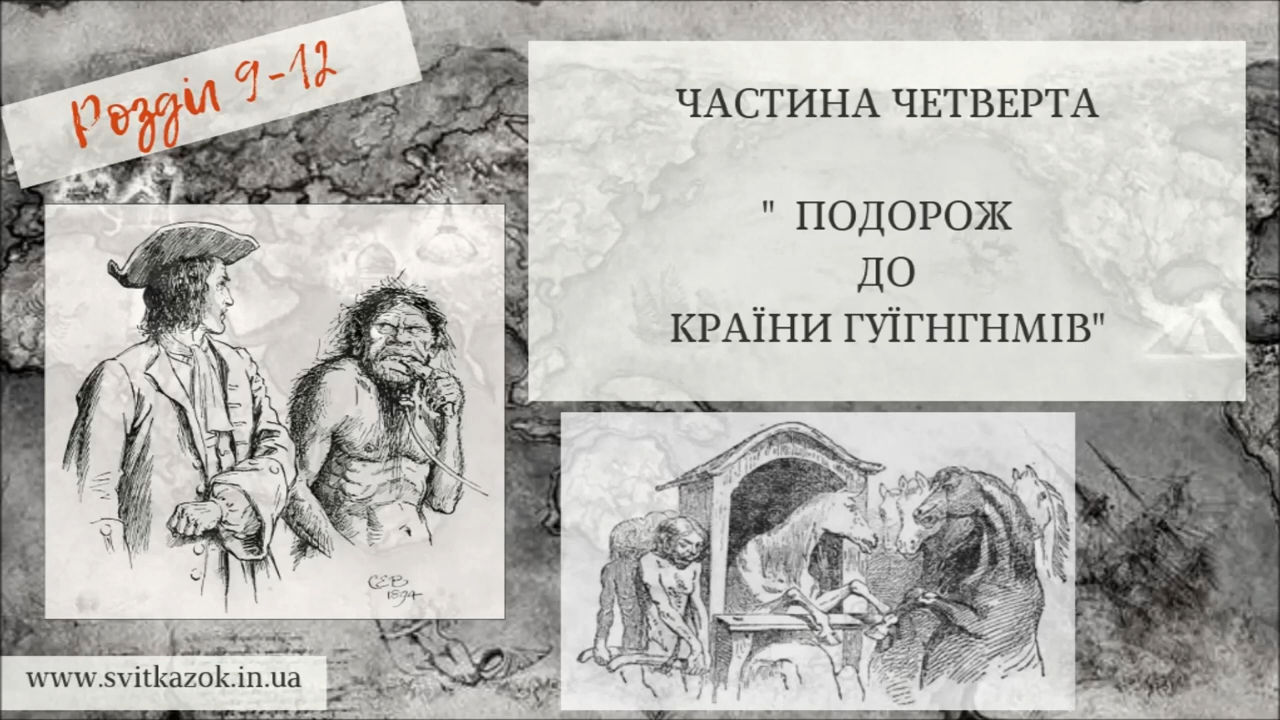 Розділ 9-12
ЧАСТИНА ЧЕТВЕРТА
" ПОДОРОЖ
ДО
КРАЇНИ ГУЇГНГНМІВ"
CEB
1894
www.svitkazok.in.ua